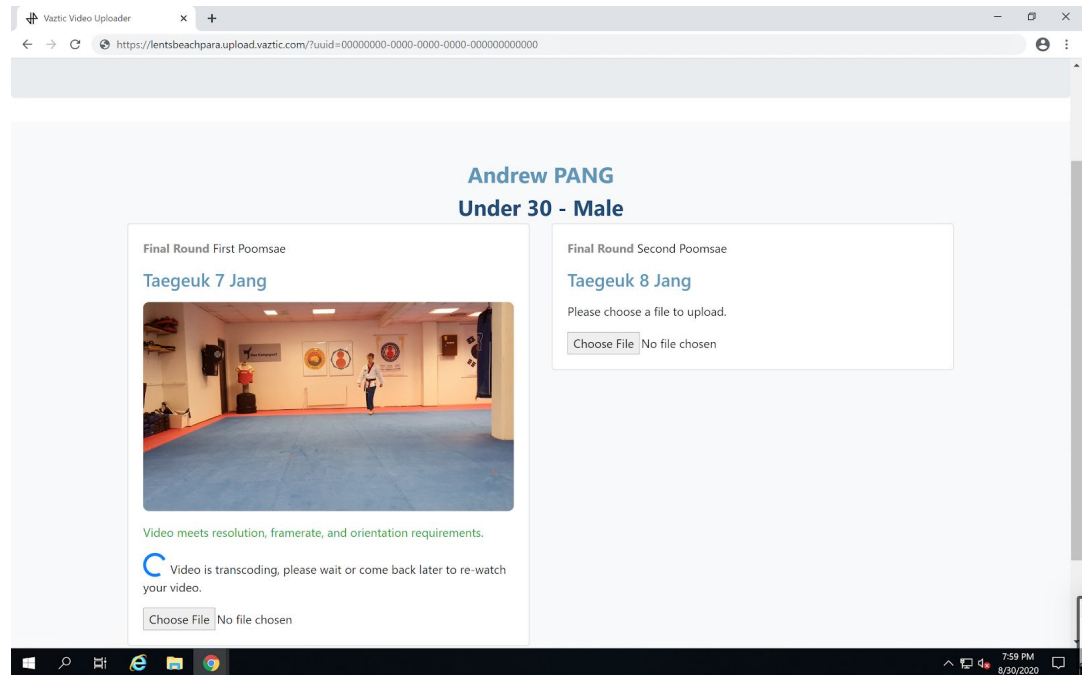 Vaztic Video Uploader
https://lentsbeachpara.upload.vaztic.com/?uuid=00000000-0000-0000-0000-000000000000
Andrew PANG
Under 30 - Male
Final Round First Poomsae
Taegeuk 7 Jang
Video meets resolution, framerate, and orientation requirements.
Video is transcoding, please wait or come back later to re-watch
your video.
Choose File No file chosen
Final Round Second Poomsae
Taegeuk 8 Jang
Please choose a file to upload.
Choose File No file chosen
7:59 PM
8/30/2020